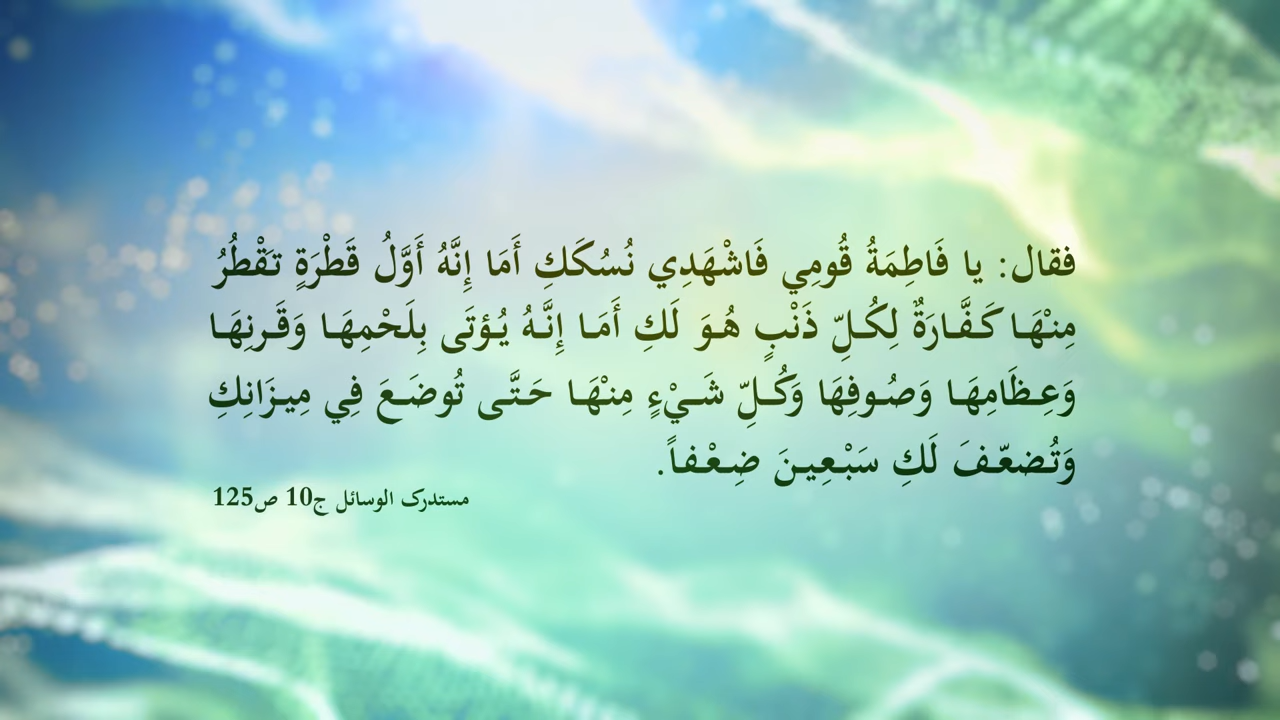 فقال: يا فَاطِمَةُ قُومِي فَاشْهَدِي نُسُكَكِ أَمَا إِنَّهُ أَوَّلُ قَطْرَةٍ تَقْطُرُ
مِنْهَا كَفَّارَةٌ لِكُلِّ ذَنْبٍ هُوَ لَكِ أَمَا إِنَّهُ يُؤتَى بِلَحْمِهَا وَقَرنِهَا
وَعِظَامِهَا وَصُوفِهَا وَكُلِّ شَيْءٍ مِنْهَا حَتَّى تُوضَعَ فِي مِيزَانِكِ
وَتُضعّفَ لَكِ سَبْعِينَ ضِعْفاً.
مستدرک الوسائل ج10 ص125